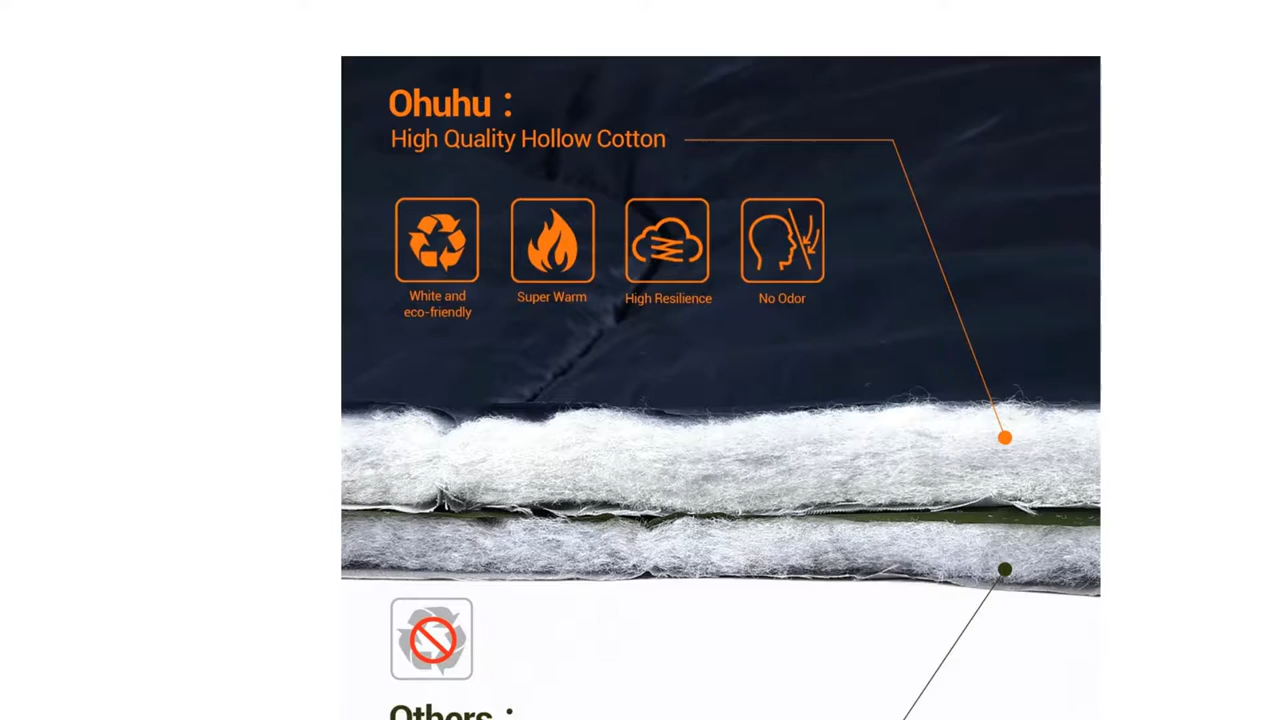 Ohuhu：
High Quality Hollow Cotton
White and
eco-friendly
Super Warm
High Resilience
No Odor
Others：